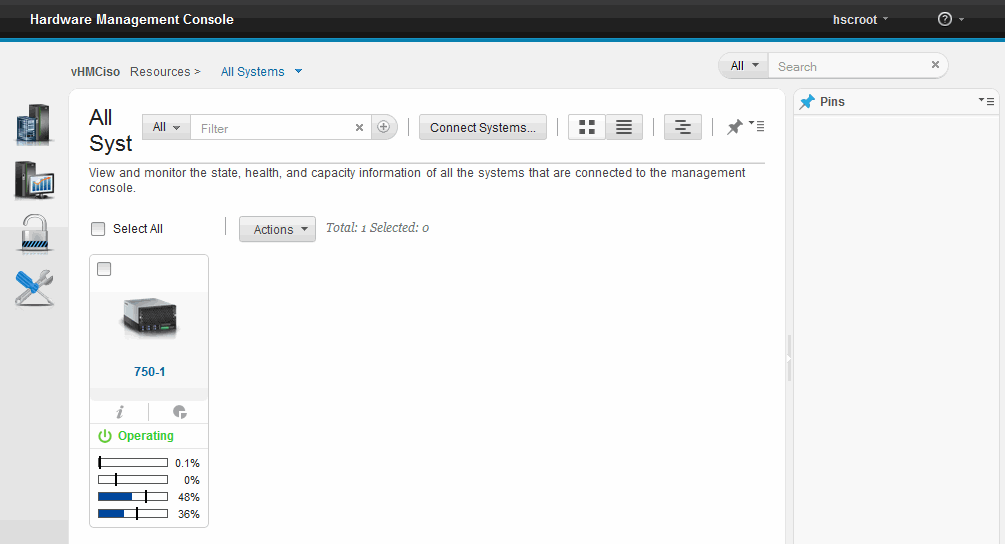 Hardware Management Console
hscroot
?
vHMCiso Resources > All Systems
All Search
All
Syst
All Filter
Connect Systems...
Pins
View and monitor the state, health, and capacity information of all the systems that are connected to the management
console.
Select All
Actions
Total: 1 Selected: 0
750-1
i
Operating
0.1%
0%
48%
36%